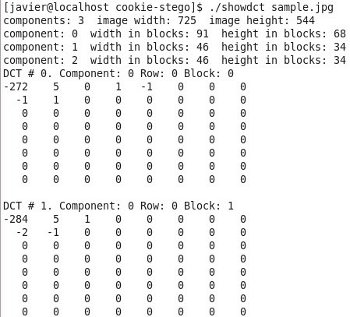 [javier@localhost cookie-stego]$ ./showdct sample.jpg
components: 3  image width: 725  image height: 544
component: 0  width in blocks: 91  height in blocks: 68
component: 1  width in blocks: 46  height in blocks: 34
component: 2  width in blocks: 46  height in blocks: 34
DCT # 0. Component: 0 Row: 0 Block: 0
-272    5    0    1   -1    0    0    0
  -1    1    0    0    0    0    0    0
   0    0    0    0    0    0    0    0
   0    0    0    0    0    0    0    0
   0    0    0    0    0    0    0    0
   0    0    0    0    0    0    0    0
   0    0    0    0    0    0    0    0
   0    0    0    0    0    0    0    0

DCT # 1. Component: 0 Row: 0 Block: 1
-284    5    1    0    0    0    0    0
  -2   -1    0    0    0    0    0    0
   0    0    0    0    0    0    0    0
   0    0    0    0    0    0    0    0
   0    0    0    0    0    0    0    0
   0    0    0    0    0    0    0    0
   0    0    0    0    0    0    0    0
   0    0    0    0    0    0    0    0